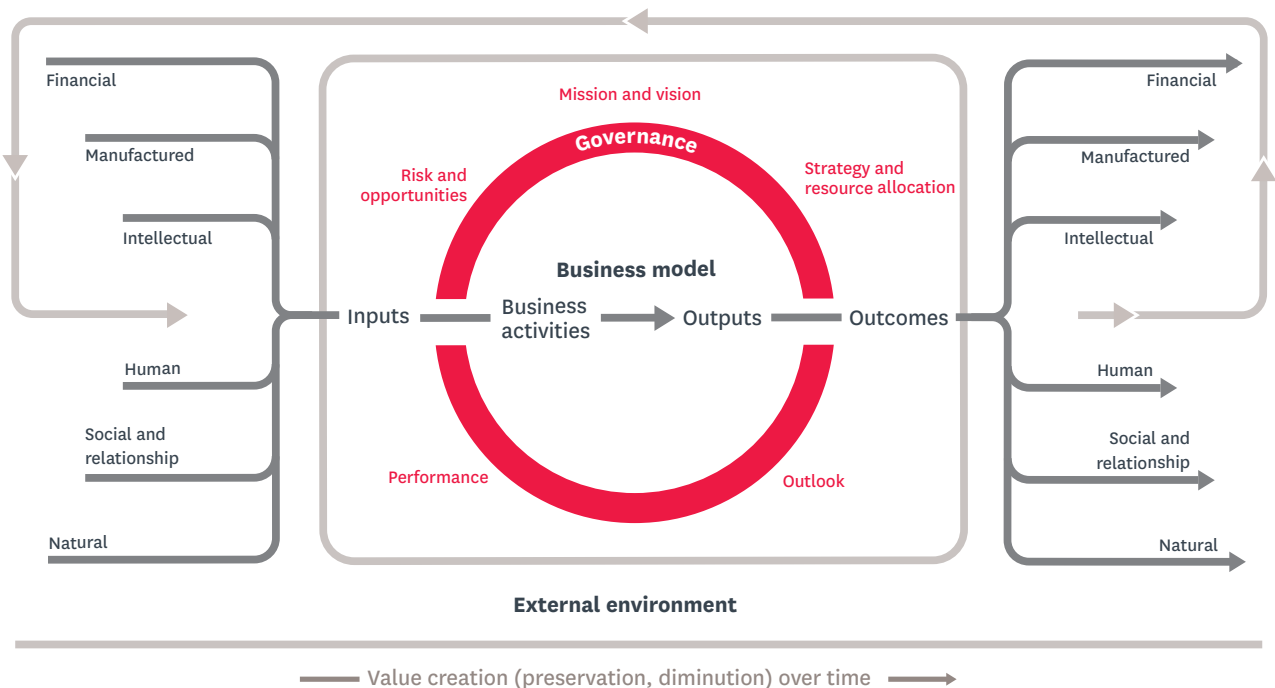 Financial
Manufactured
Intellectual
Human
Social and
relationship
Natural
Mission and vision
Governance
Risk and
opportunities
Strategy and
resource allocation
Business model
Inputs
Business
activities
Outputs
Outcomes
Performance
Outlook
Financial
Manufactured
Intellectual
Human
Social and
relationship
Natural
External environment
Value creation (preservation, diminution) over time